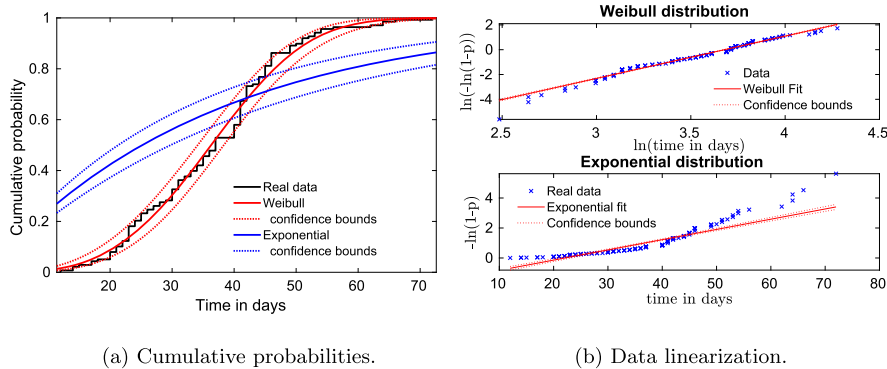 1
0.8
0.6
0.4
0.2
0
Cumulative probability
20
30
40
50
60
70
Time in days
Real data
Weibull
confidence bounds
Exponential
confidence bounds
(a) Cumulative probabilities.
Weibull distribution
2
0
-2
-4
ln(-ln(1-p))
Data
Weibull Fit
Confidence bounds
2.5
3
3.5
4
4.5
ln(time in days)
Exponential distribution
4
2
0
-ln(1-p)
Real data
Exponential fit
Confidence bounds
10
20
30
40
50
60
70
80
time in days
(b) Data linearization.